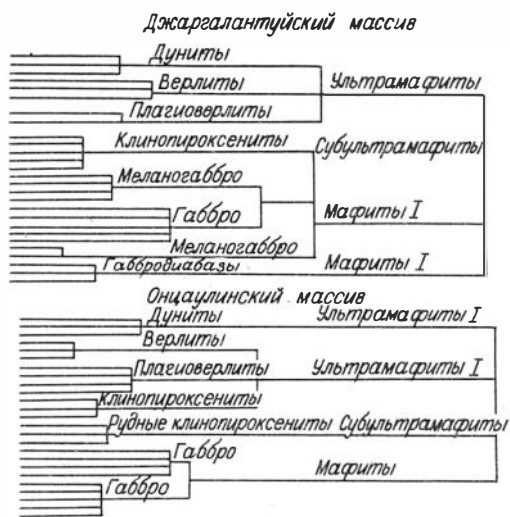 Джаргалантуйский массив
Дуниты
Верлиты Ультрамафиты
Плагиоверлиты
Клинопироксениты Субультрамафиты
Меланогаббро
Габбро Мафиты I
Меланогаббро
Габбродиабазы Мафиты I
Онцаулинский массив
Дуниты Ультрамафиты I
Верлиты
Плагиоверлиты Ультрамафиты I
Клинопироксениты
Рудные клинопироксениты Субультрамафиты
Габбро
Мафиты
Габбро